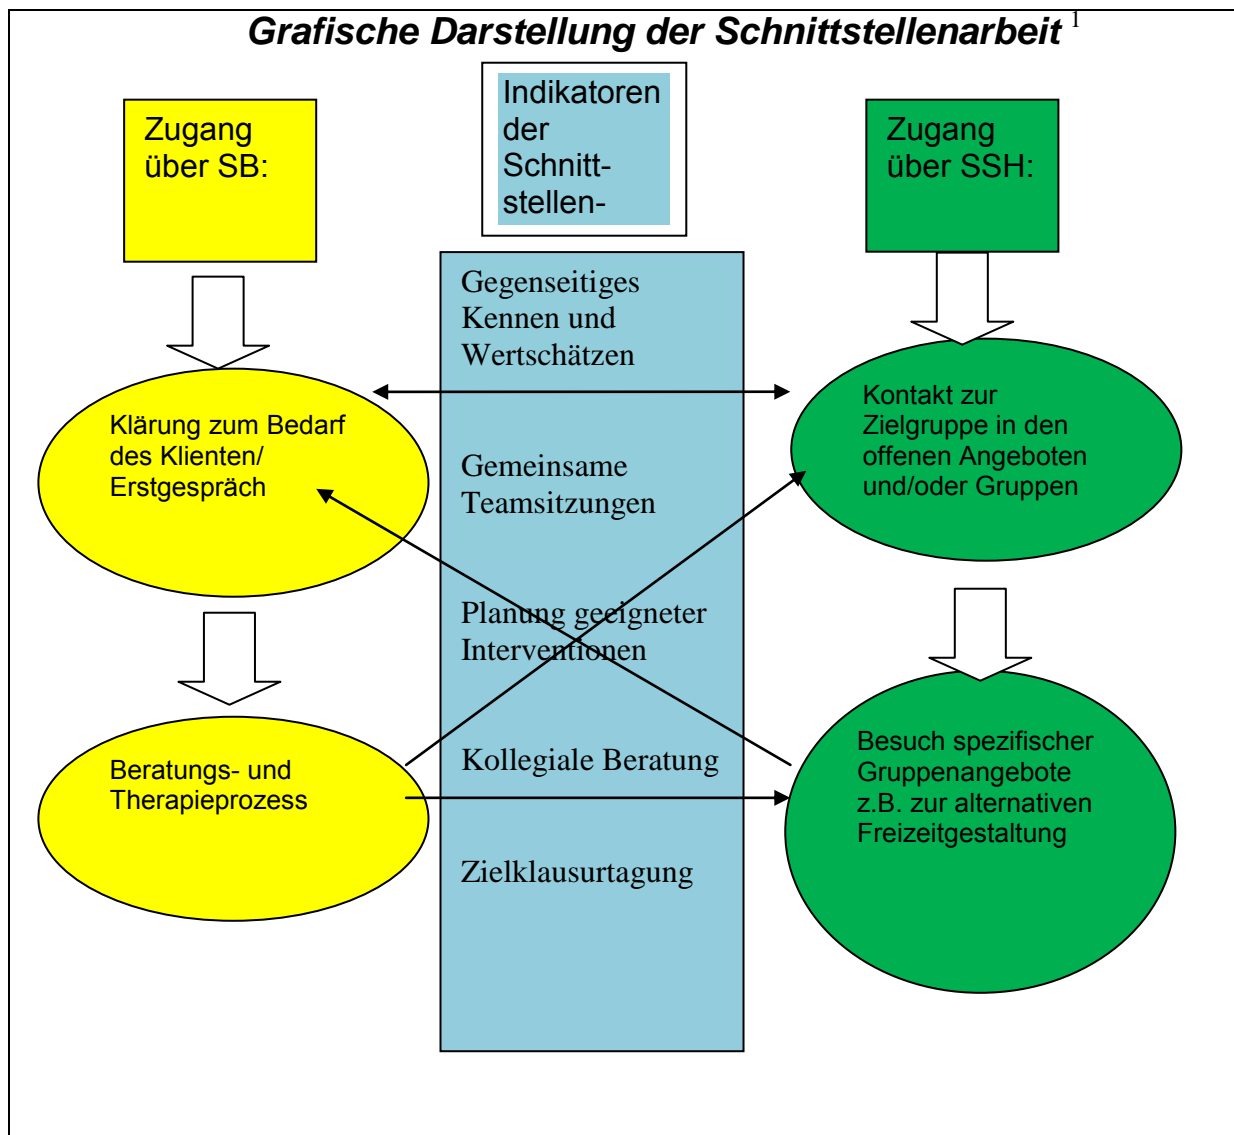 Grafische Darstellung der Schnittstellenarbeit 1
Zugang
über SB:
Indikatoren
der
Schnitt-
stellen-
Zugang
über SSH:
Gegenseitiges
Kennen und
Wertschätzen
Klärung zum Bedarf
des Klienten/
Erstgespräch
Kontakt zur
Zielgruppe in den
offenen Angeboten
und/oder Gruppen
Gemeinsame
Teamsitzungen
Planung geeigneter
Interventionen
Beratungs- und
Therapieprozess
Kollegiale Beratung
Besuch spezifischer
Gruppenangebote
z.B. zur alternativen
Freizeitgestaltung
Zielklausurtagung